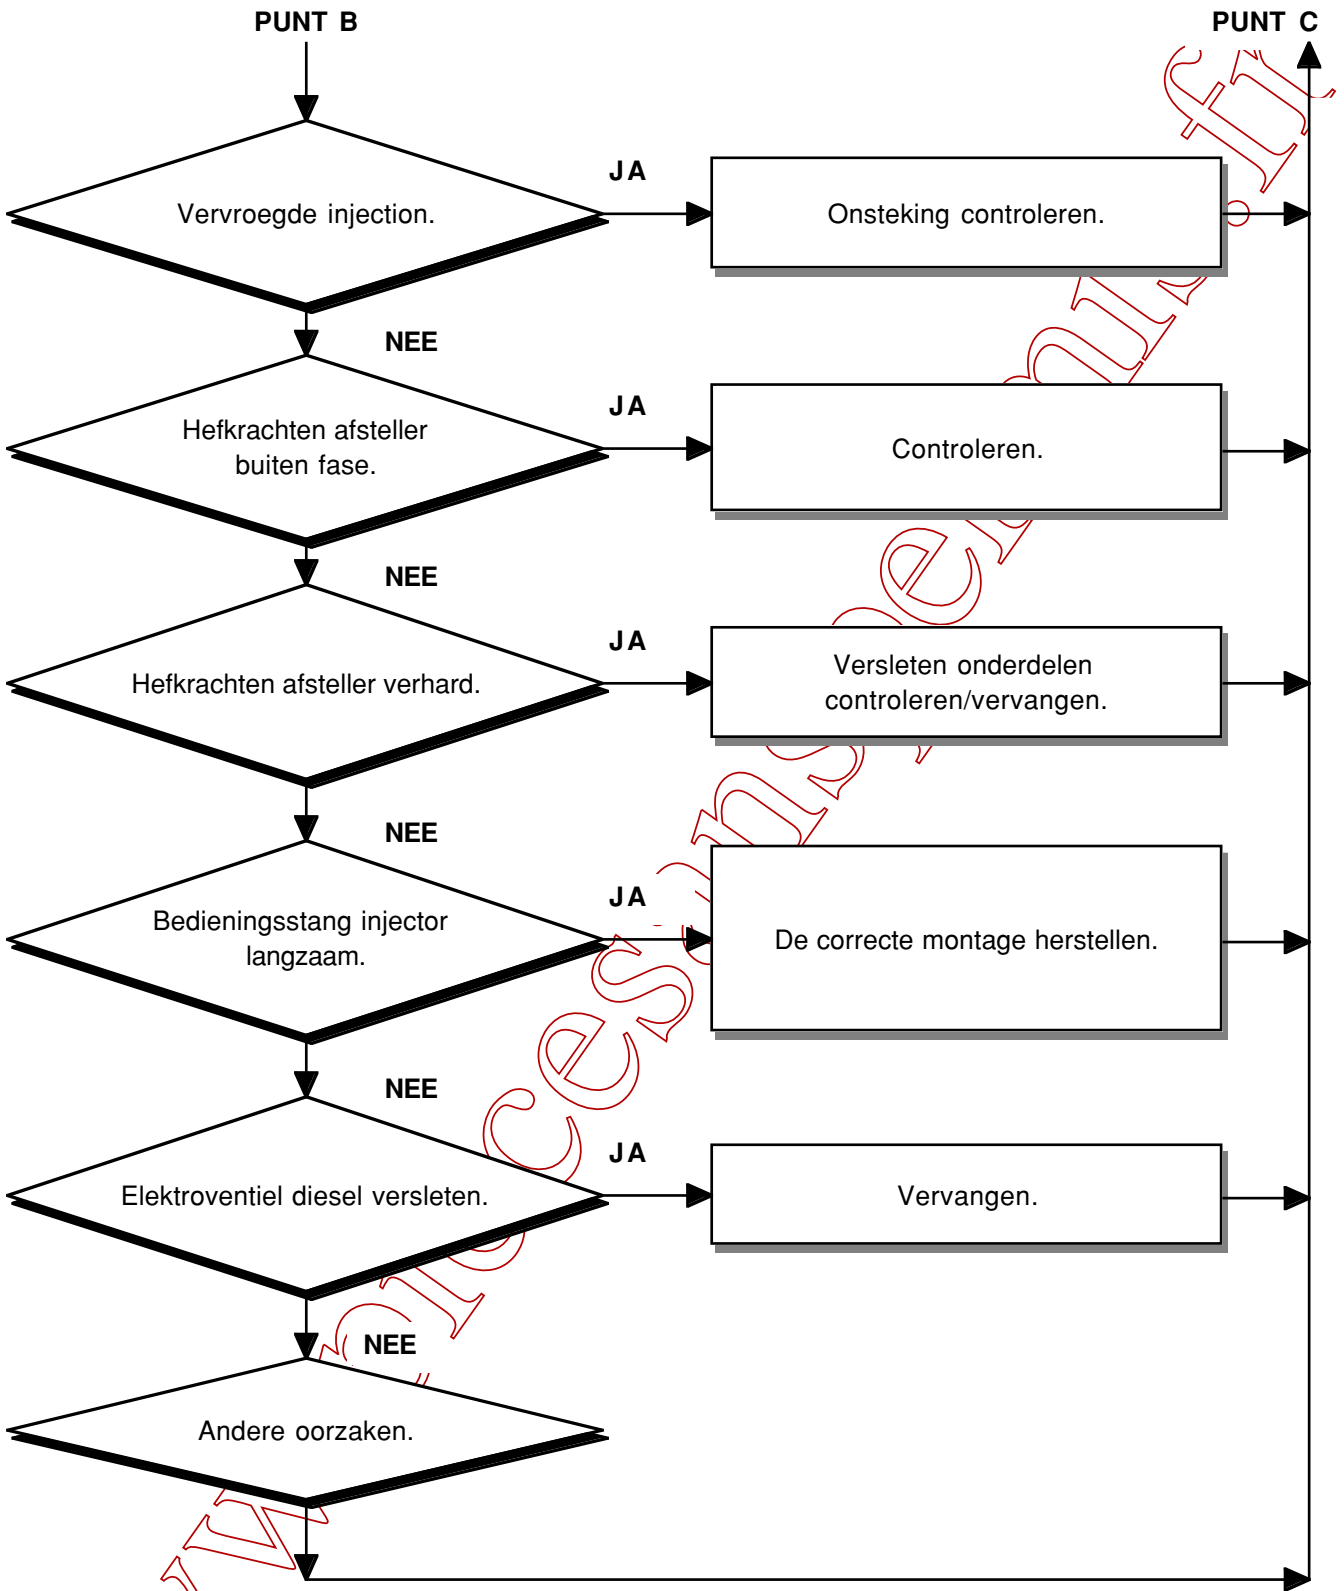 PUNT B
PUNT C
Vervroegde injection.
JA
Onsteking controleren.
NEE
Hefkrachten afsteller
buiten fase.
JA
Controleren.
NEE
Hefkrachten afsteller verhard.
JA
Versleten onderdelen
controleren/vervangen.
NEE
Bedieningsstang injector
langzaam.
JA
De correcte montage herstellen.
NEE
Elektroventiel diesel versleten.
JA
Vervangen.
NEE
Andere oorzaken.